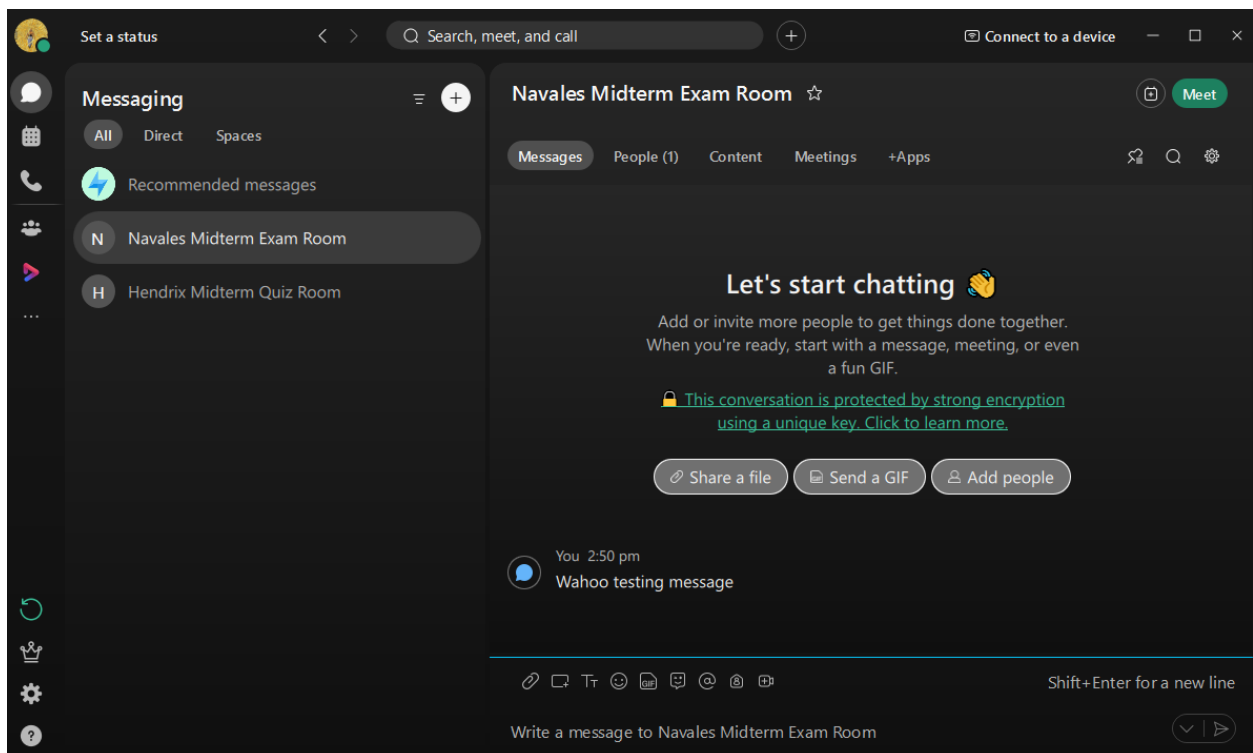 Set a status
Search, meet, and call
Connect to a device
Messaging
All Direct Spaces
Recommended messages
N Navales Midterm Exam Room
H Hendrix Midterm Quiz Room
Navales Midterm Exam Room
Meet
Messages People (1) Content Meetings +Apps
Let's start chatting 👋
Add or invite more people to get things done together.
When you're ready, start with a message, meeting, or even
a fun GIF.
This conversation is protected by strong encryption
using a unique key. Click to learn more.
Share a file Send a GIF Add people
You 2:50 pm
Wahoo testing message
GIF
Shift+Enter for a new line
Write a message to Navales Midterm Exam Room